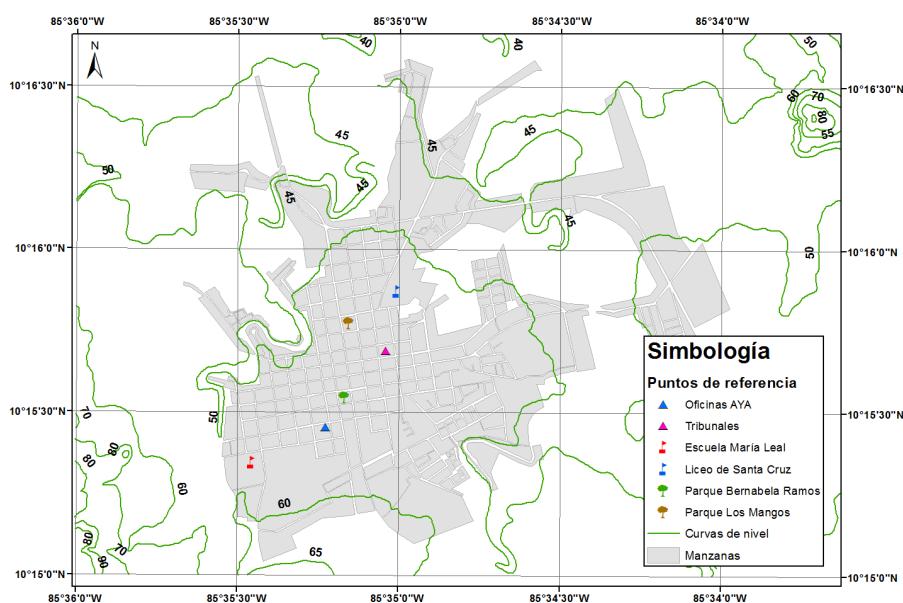 85°36'0"W 85°35'30"W 85°35'0"W 85°34'30"W 85°34'0"W
N
40
40
50
10°16'30"N
10°16'30"N
60
70
80
55
45
45
45
50
45
45
45
10°16'0"N
10°16'0"N
50
Simbología
Puntos de referencia
Oficinas AYA
Tribunales
Escuela María Leal
Liceo de Santa Cruz
Parque Bernabela Ramos
Parque Los Mangos
Curvas de nivel
Manzanas
10°15'30"N
10°15'30"N
70
50
80
80
60
60
80
70
90
65
10°15'0"N
10°15'0"N
85°36'0"W 85°35'30"W 85°35'0"W 85°34'30"W 85°34'0"W